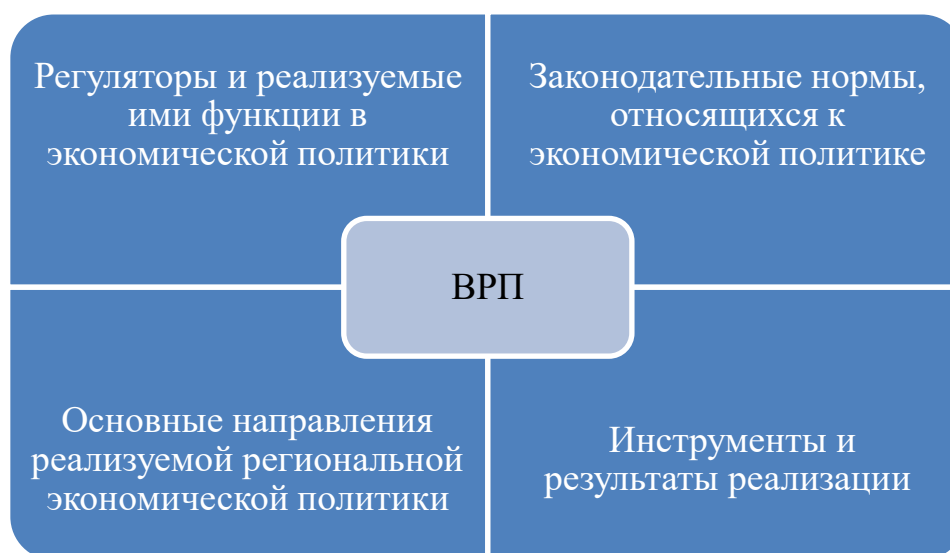 Регуляторы и реализуемые
ими функции в
экономической политики
Законодательные нормы,
относящихся к
экономической политике
ВРП
Основные направления
реализуемой региональной
экономической политики
Инструменты и
результаты реализации